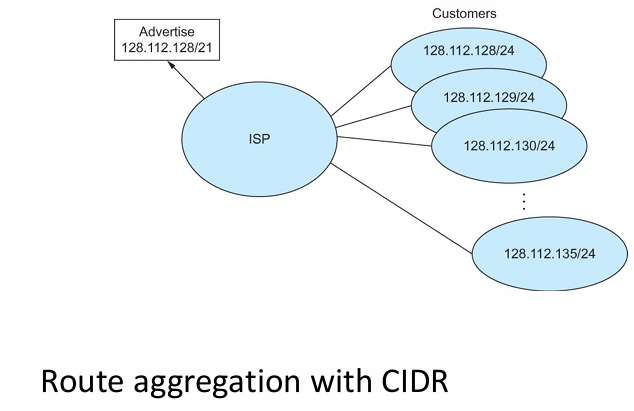 Customers
Advertise
128.112.128/21
128.112.128/24
128.112.129/24
ISP
128.112.130/24
128.112.135/24
Route aggregation with CIDR